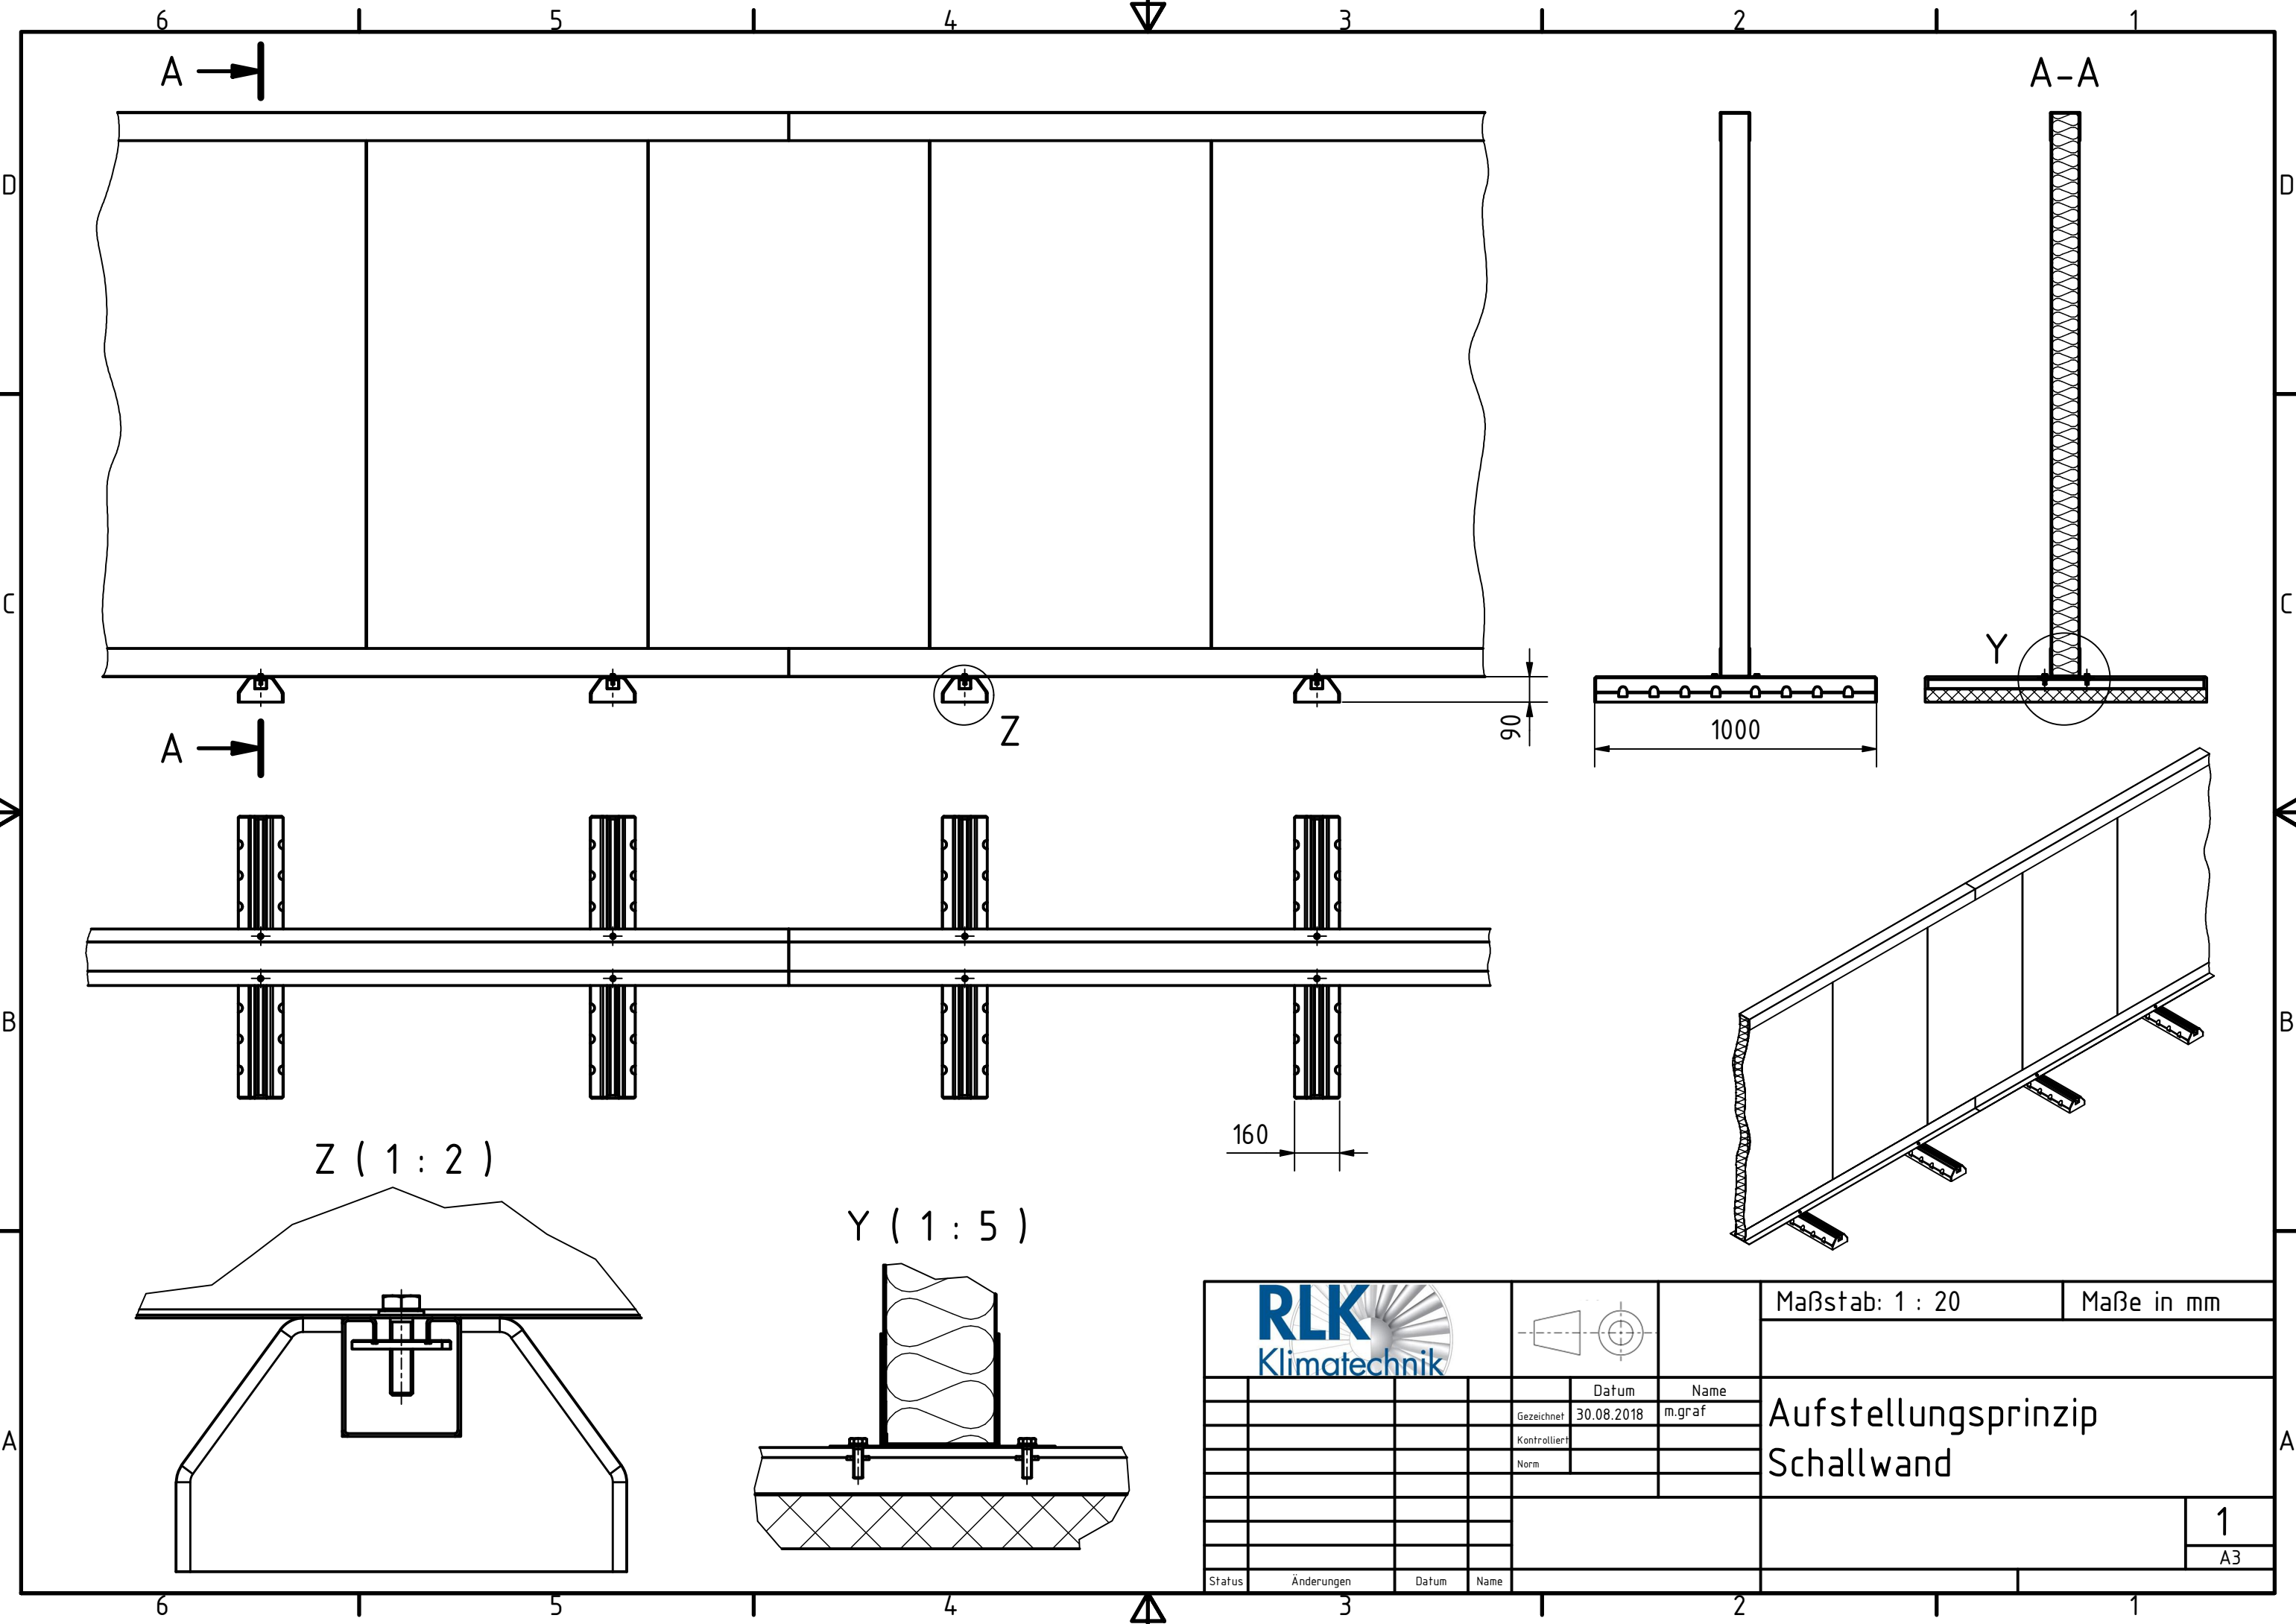 6 5 4 3 2 1
A
A-A
D D
C C
Y
Z
A
90
1000
B B
160
Z ( 1 : 2 )
Y ( 1 : 5 )
A A
RLK
Klimatechnik
Maßstab: 1 : 20 Maße in mm
Datum Name
Gezeichnet 30.08.2018 m.graf
Kontrolliert
Norm
Aufstellungsprinzip
Schallwand
1
A3
Status Änderungen Datum Name
6 5 4 3 2 1